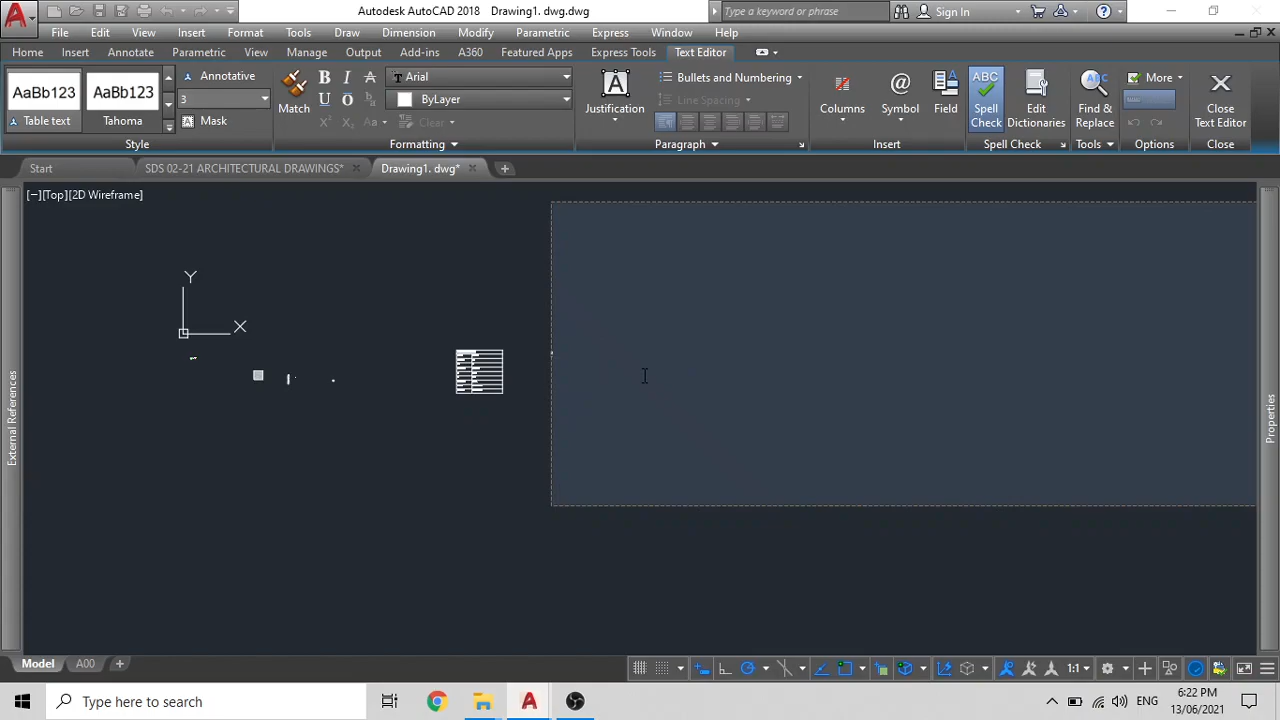 Autodesk AutoCAD 2018 Drawing1. dwg.dwg
Type a keyword or phrase
Sign In
File Edit View Insert Format Tools Draw Dimension Modify Parametric Express Window Help
Home Insert Annotate Parametric View Manage Output Add-ins A360 Featured Apps Express Tools Text Editor
AaBb123 AaBb123
Table text Tahoma
Annotative
3
Mask
Style
Match
B I A
U O
Arial
ByLayer
Aa
Clear
Formatting
A
Justification
Bullets and Numbering
Line Spacing
Paragraph
Columns
@
Symbol
Field
Insert
ABC
Spell
Check
Edit
Dictionaries
Spell Check
Find &
Replace
Tools
More
Options
Close
Text Editor
Close
Start SDS 02-21 ARCHITECTURAL DRAWINGS* Drawing1. dwg*
[−][Top][2D Wireframe]
Y
X
External References
Properties
Model A00
1:1
Type here to search
ENG
6:22 PM
13/06/2021